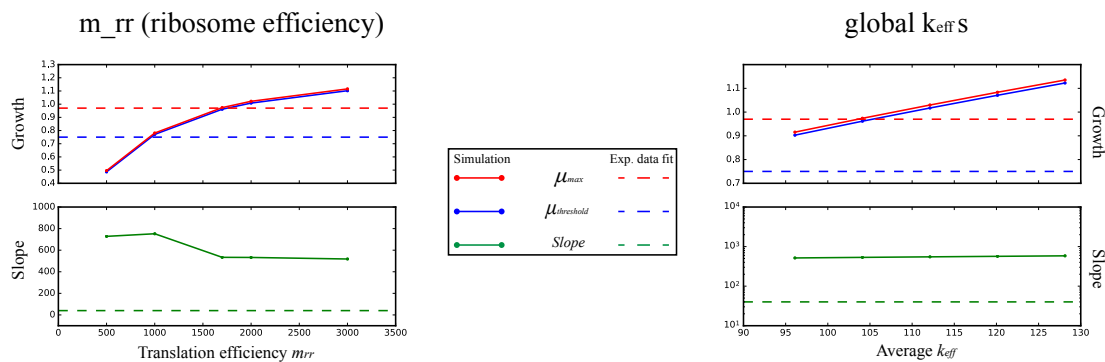 m_rr (ribosome efficiency)
global keff s
1.3
1.2
1.1
1.0
0.9
0.8
0.7
0.6
0.5
0.4
Growth
1000
800
600
400
200
0
Slope
0 500 1000 1500 2000 2500 3000 3500
Translation efficiency mrr
Simulation Exp. data fit
μmax
μthreshold
Slope
1.2
1.1
1.0
0.9
0.8
0.7
Growth
10⁴
10³
10²
10¹
Slope
90 95 100 105 110 115 120 125 130
Average keff